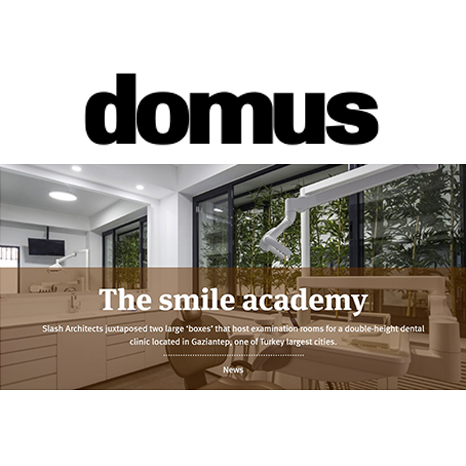 domus
The smile academy
Slash Architects juxtaposed two large 'boxes' that host examination rooms for a double-height dental
clinic located in Gaziantep, one of Turkey largest cities.
News